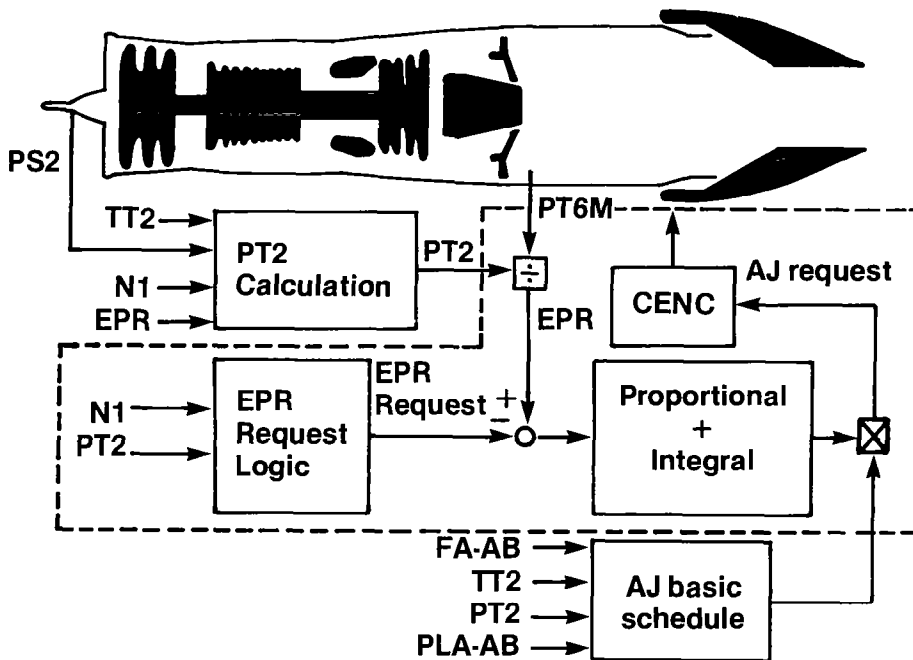 PS2
PT6M
TT2
PT2
Calculation
PT2
÷
CENC
AJ request
N1
EPR
EPR
EPR
Request
+
−
N1
PT2
EPR
Request
Logic
Proportional
+
Integral
FA-AB
TT2
PT2
PLA-AB
AJ basic
schedule